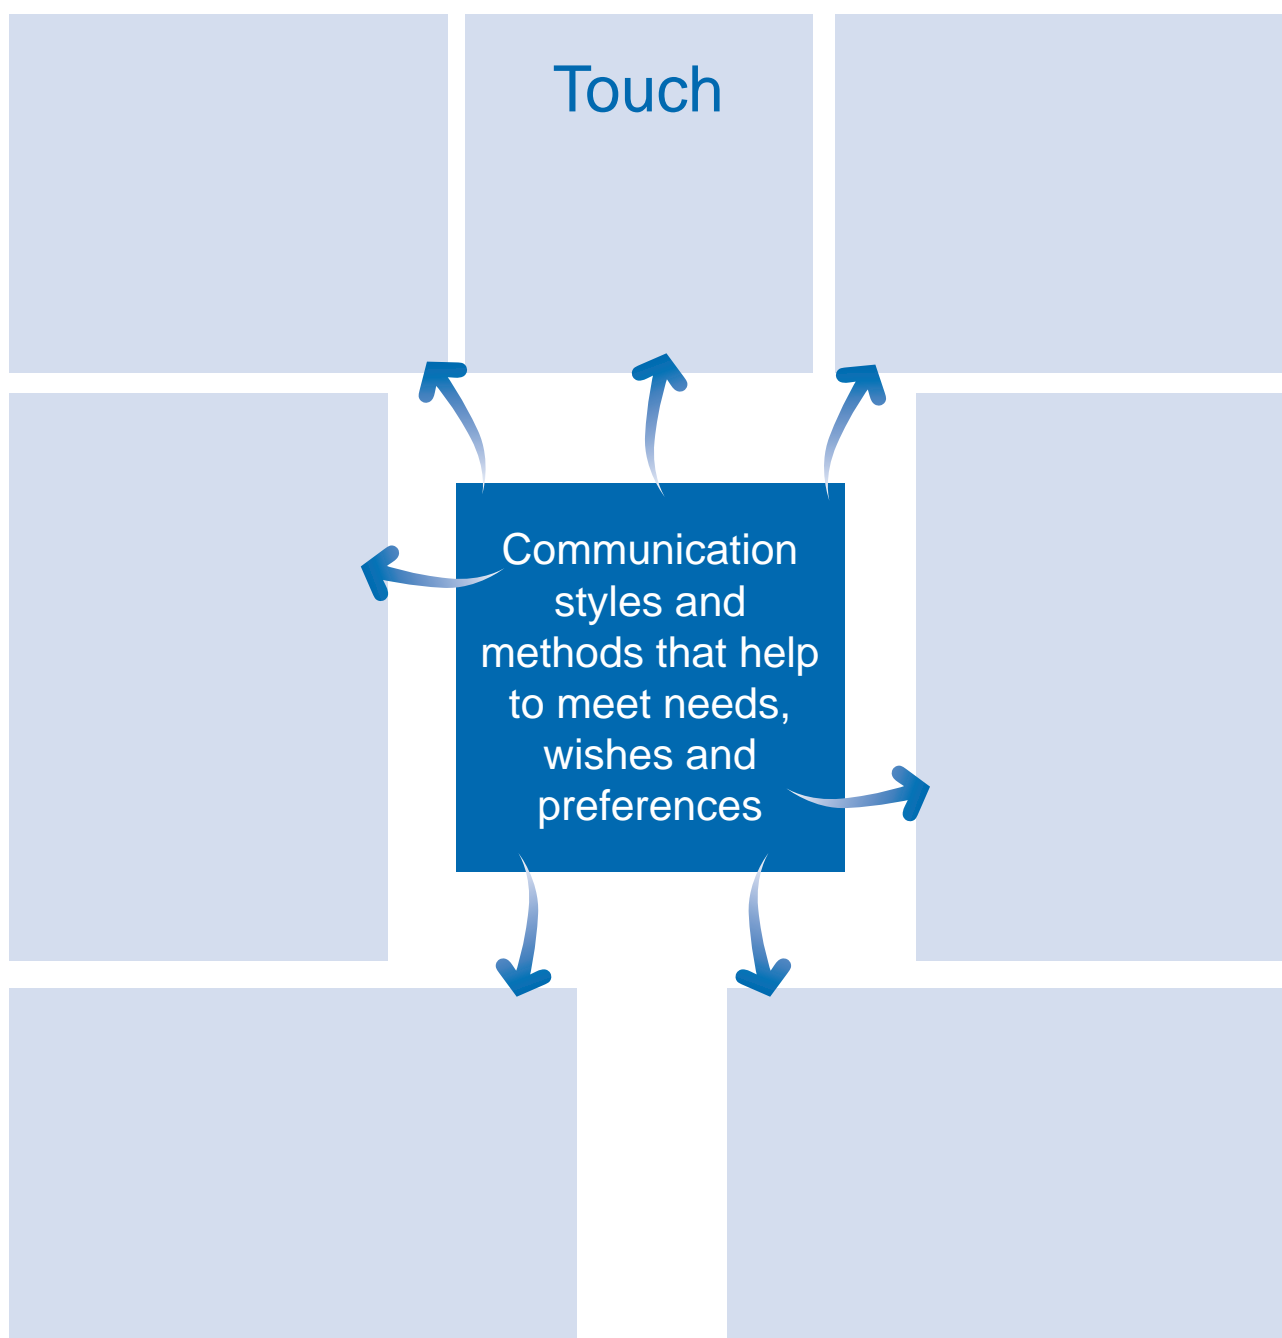 Touch
Communication
styles and
methods that help
to meet needs,
wishes and
preferences